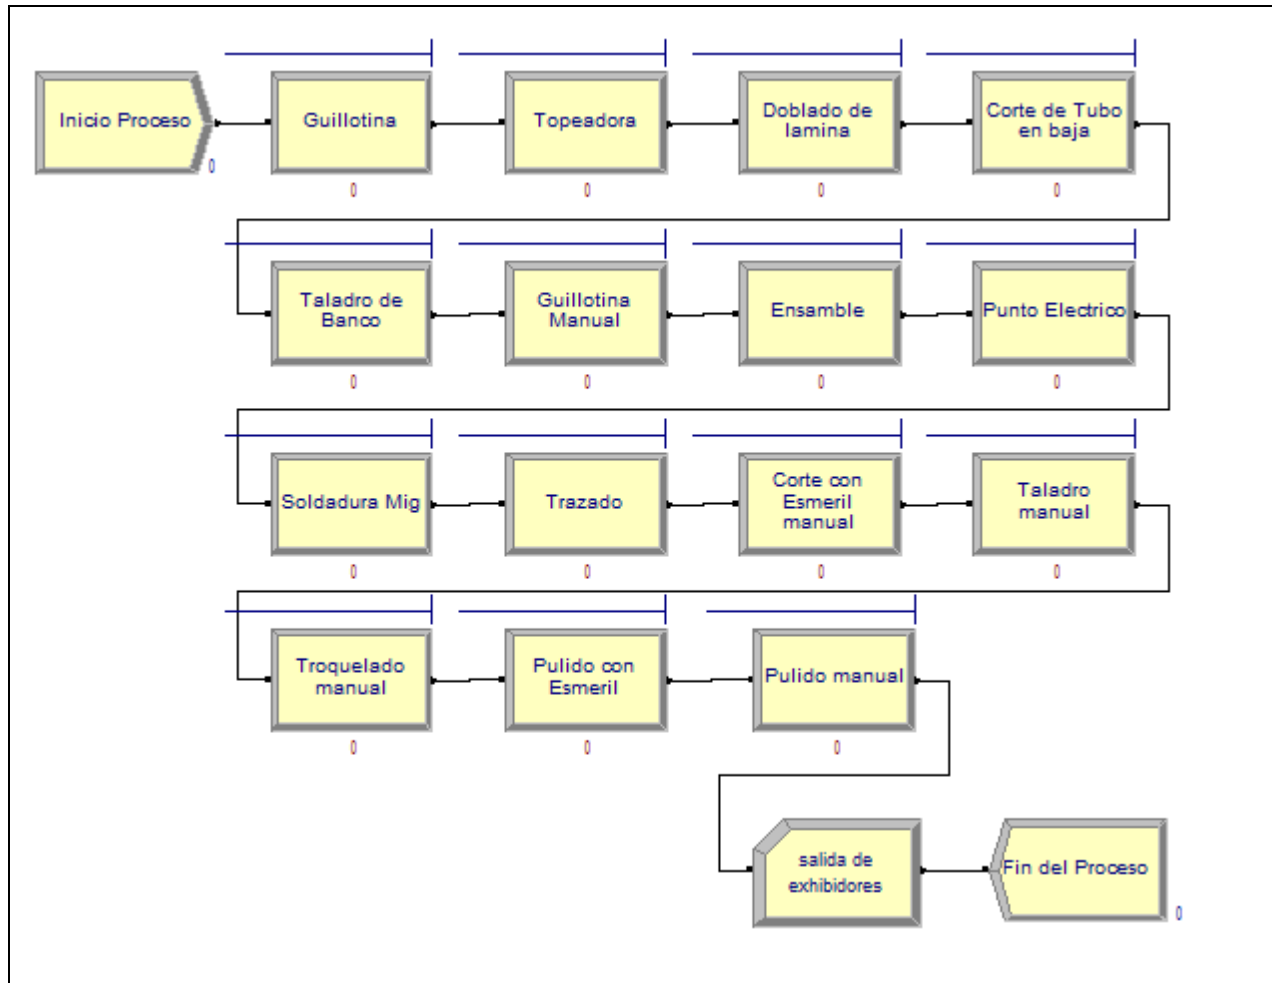 Inicio Proceso
0
Guillotina
0
Topeadora
0
Doblado de
lamina
0
Corte de Tubo
en baja
0
Taladro de
Banco
0
Guillotina
Manual
0
Ensamble
0
Punto Electrico
0
Soldadura Mig
0
Trazado
0
Corte con
Esmeril
manual
0
Taladro
manual
0
Troquelado
manual
0
Pulido con
Esmeril
0
Pulido manual
0
salida de
exhibidores
Fin del Proceso
0